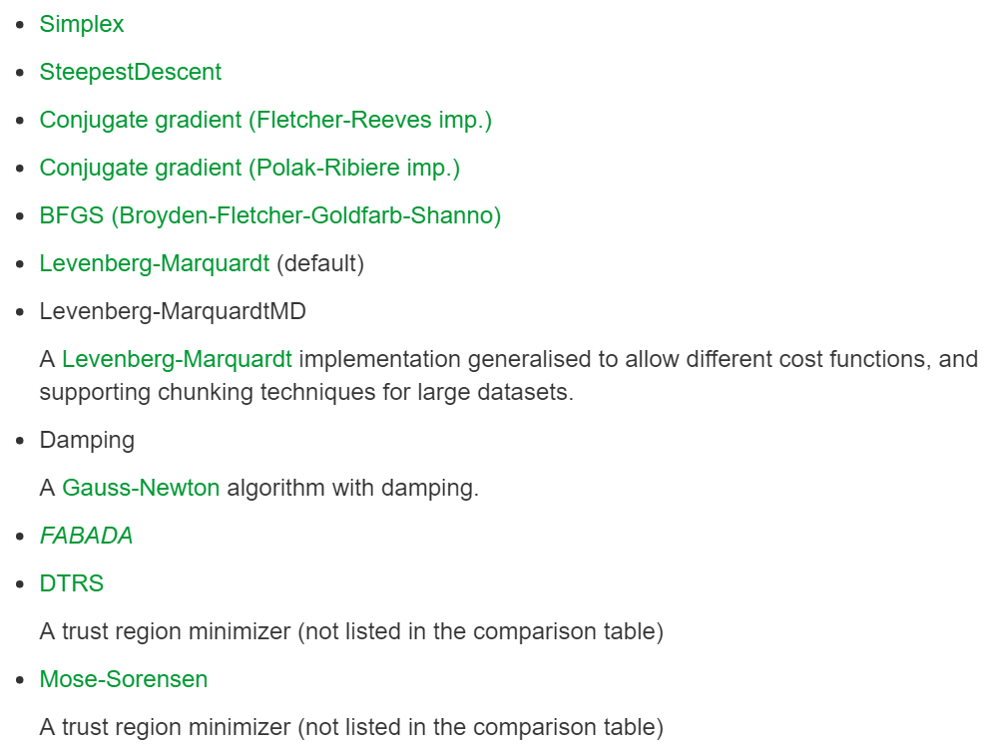 Simplex
SteepestDescent
Conjugate gradient (Fletcher-Reeves imp.)
Conjugate gradient (Polak-Ribiere imp.)
BFGS (Broyden-Fletcher-Goldfarb-Shanno)
Levenberg-Marquardt (default)
Levenberg-MarquardtMD
A Levenberg-Marquardt implementation generalised to allow different cost functions, and
supporting chunking techniques for large datasets.
Damping
A Gauss-Newton algorithm with damping.
FABADA
DTRS
A trust region minimizer (not listed in the comparison table)
Mose-Sorensen
A trust region minimizer (not listed in the comparison table)